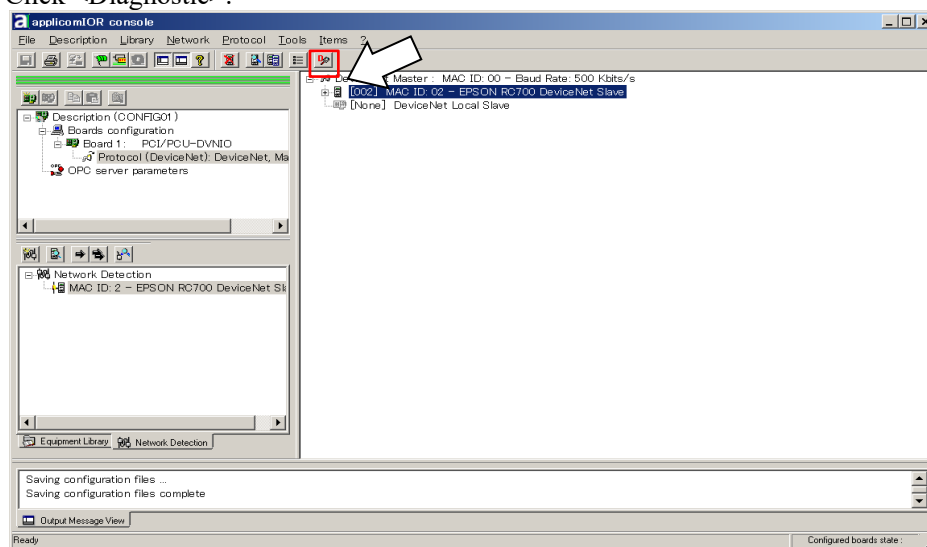 Click <Diagnostic>.
applicomIOR console
File Description Library Network Protocol Tools Items ?
DeviceNet Master : MAC ID: 00 - Baud Rate: 500 Kbits/s
[002] MAC ID: 02 - EPSON RC700 DeviceNet Slave
[None] DeviceNet Local Slave
Description (CONFIG01)
Boards configuration
Board 1: PCI/PCU-DVNIO
Protocol (DeviceNet): DeviceNet, Ma
OPC server parameters
Network Detection
MAC ID: 2 - EPSON RC700 DeviceNet Sl
Equipment Library Network Detection
Saving configuration files ...
Saving configuration files complete
Output Message View
Ready Configured boards state :